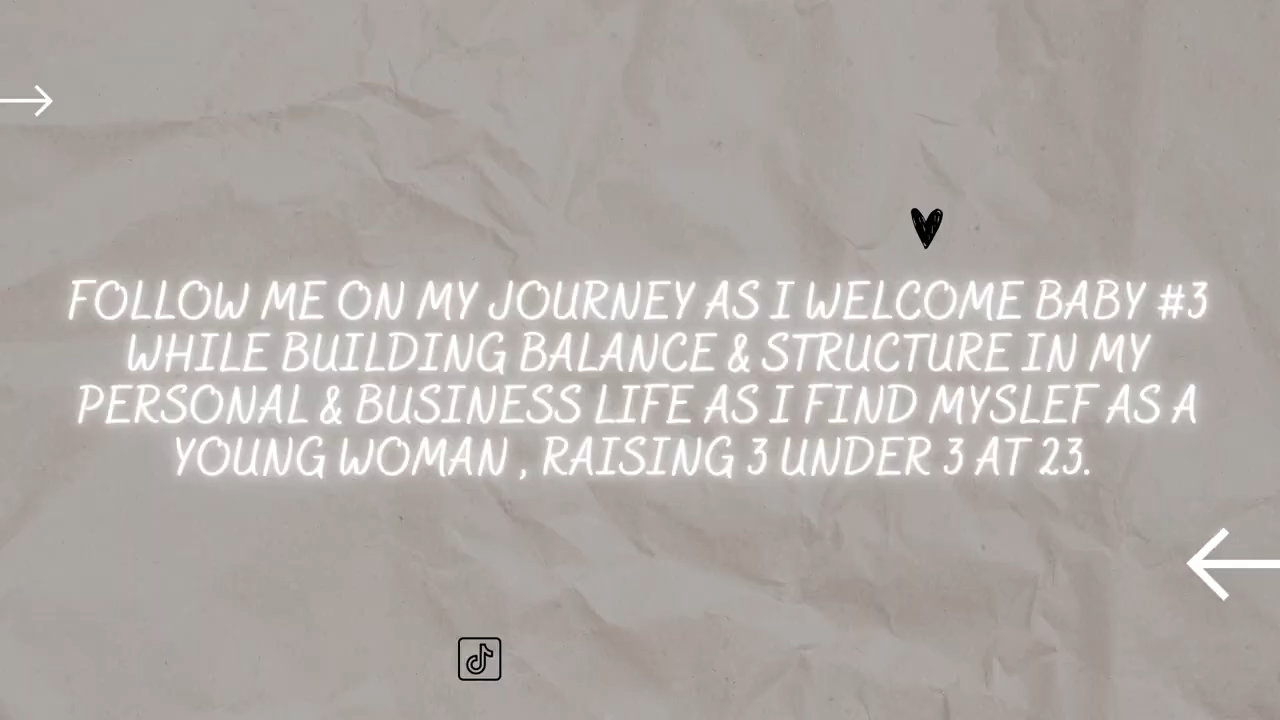 FOLLOW ME ON MY JOURNEY AS I WELCOME BABY #3
WHILE BUILDING BALANCE & STRUCTURE IN MY
PERSONAL & BUSINESS LIFE AS I FIND MYSLEF AS A
YOUNG WOMAN , RAISING 3 UNDER 3 AT 23.